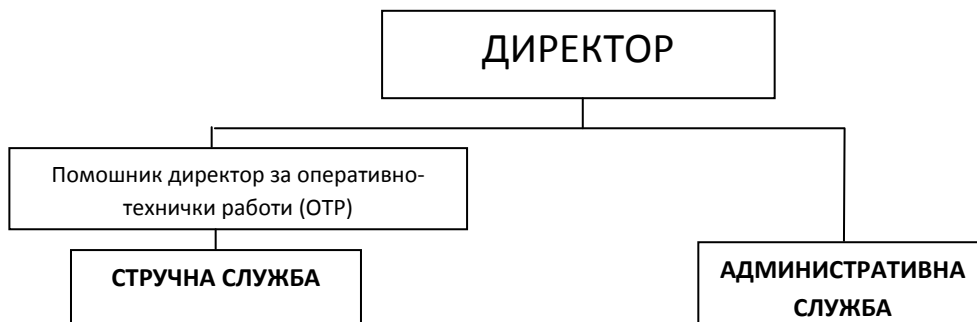 ДИРЕКТОР
Помошник директор за оперативно-
технички работи (ОТР)
СТРУЧНА СЛУЖБА
АДМИНИСТРАТИВНА
СЛУЖБА